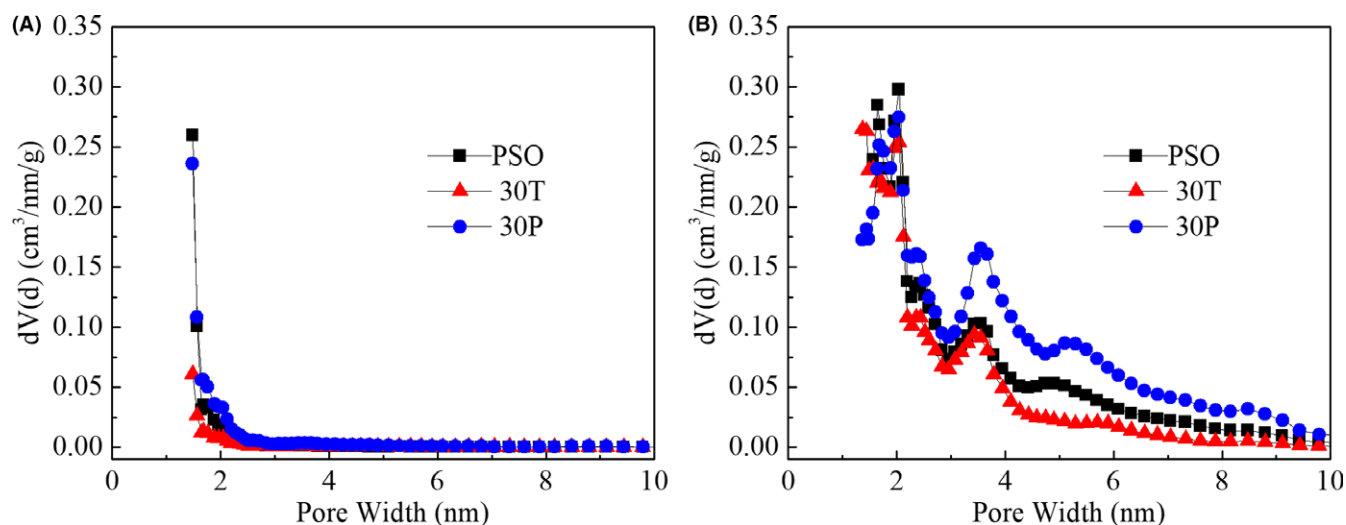 (A)
0.35
0.30
0.25
0.20
0.15
0.10
0.05
0.00
dV(d) (cm³/nm/g)
PSO
30T
30P
0 2 4 6 8 10
Pore Width (nm)
(B)
0.35
0.30
0.25
0.20
0.15
0.10
0.05
0.00
dV(d) (cm³/nm/g)
PSO
30T
30P
0 2 4 6 8 10
Pore Width (nm)